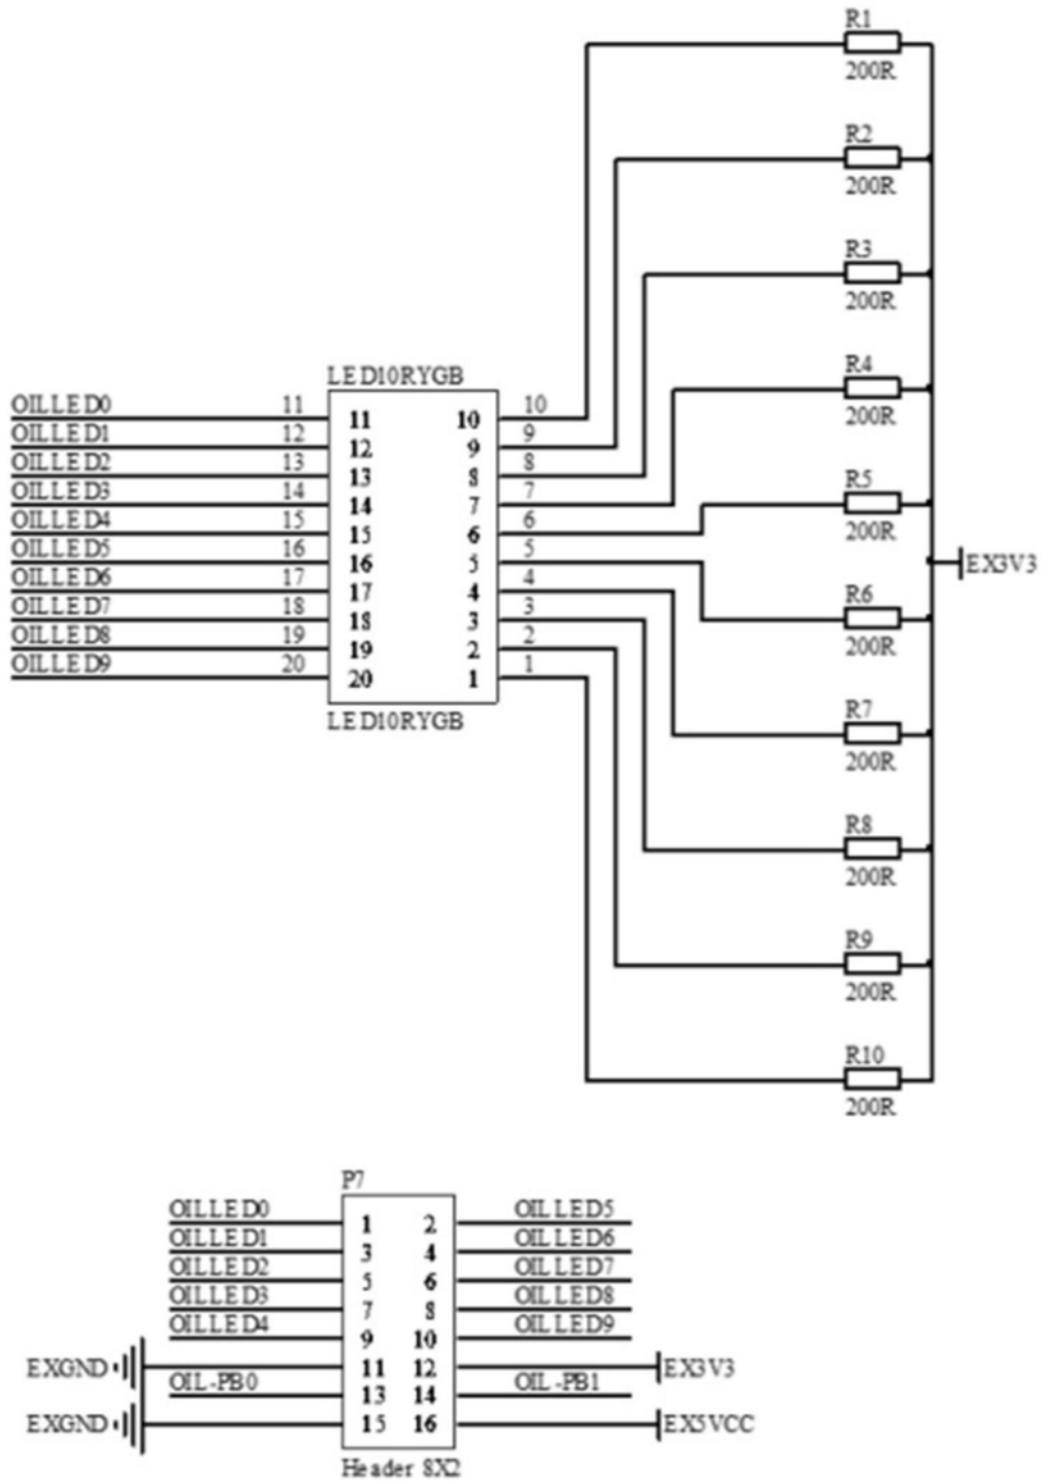 R1
200R
R2
200R
R3
200R
R4
200R
R5
200R
R6
200R
R7
200R
R8
200R
R9
200R
R10
200R
EX3V3
LED10RYGB
OILLED0 11 11 10 10
OILLED1 12 12 9 9
OILLED2 13 13 8 8
OILLED3 14 14 7 7
OILLED4 15 15 6 6
OILLED5 16 16 5 5
OILLED6 17 17 4 4
OILLED7 18 18 3 3
OILLED8 19 19 2 2
OILLED9 20 20 1 1
LED10RYGB
P7
OILLED0 1 2 OILLED5
OILLED1 3 4 OILLED6
OILLED2 5 6 OILLED7
OILLED3 7 8 OILLED8
OILLED4 9 10 OILLED9
EXGND 11 12 EX3V3
OIL-PB0 13 14 OIL-PB1
EXGND 15 16 EX5VCC
Header 8X2